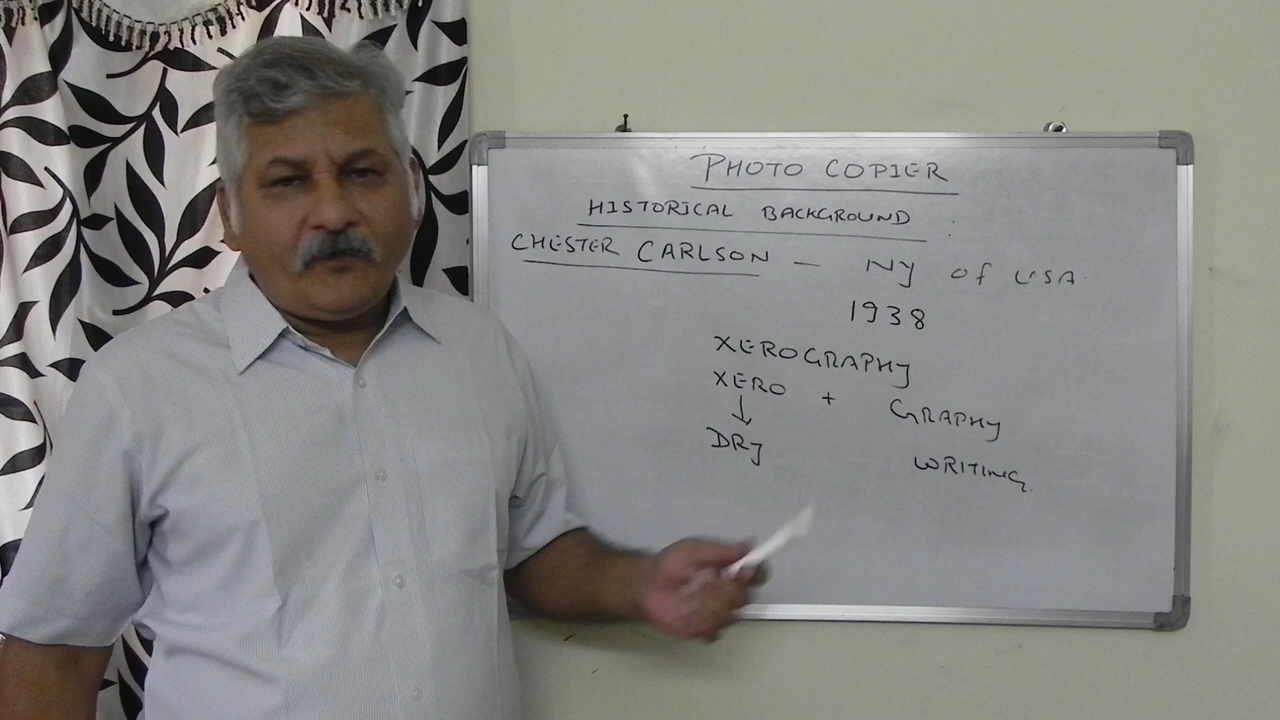 PHOTO COPIER
HISTORICAL BACKGROUND
CHESTER CARLSON — NY of USA
1938
XEROGRAPHY
XERO + GRAPHY
↓
DRY WRITING